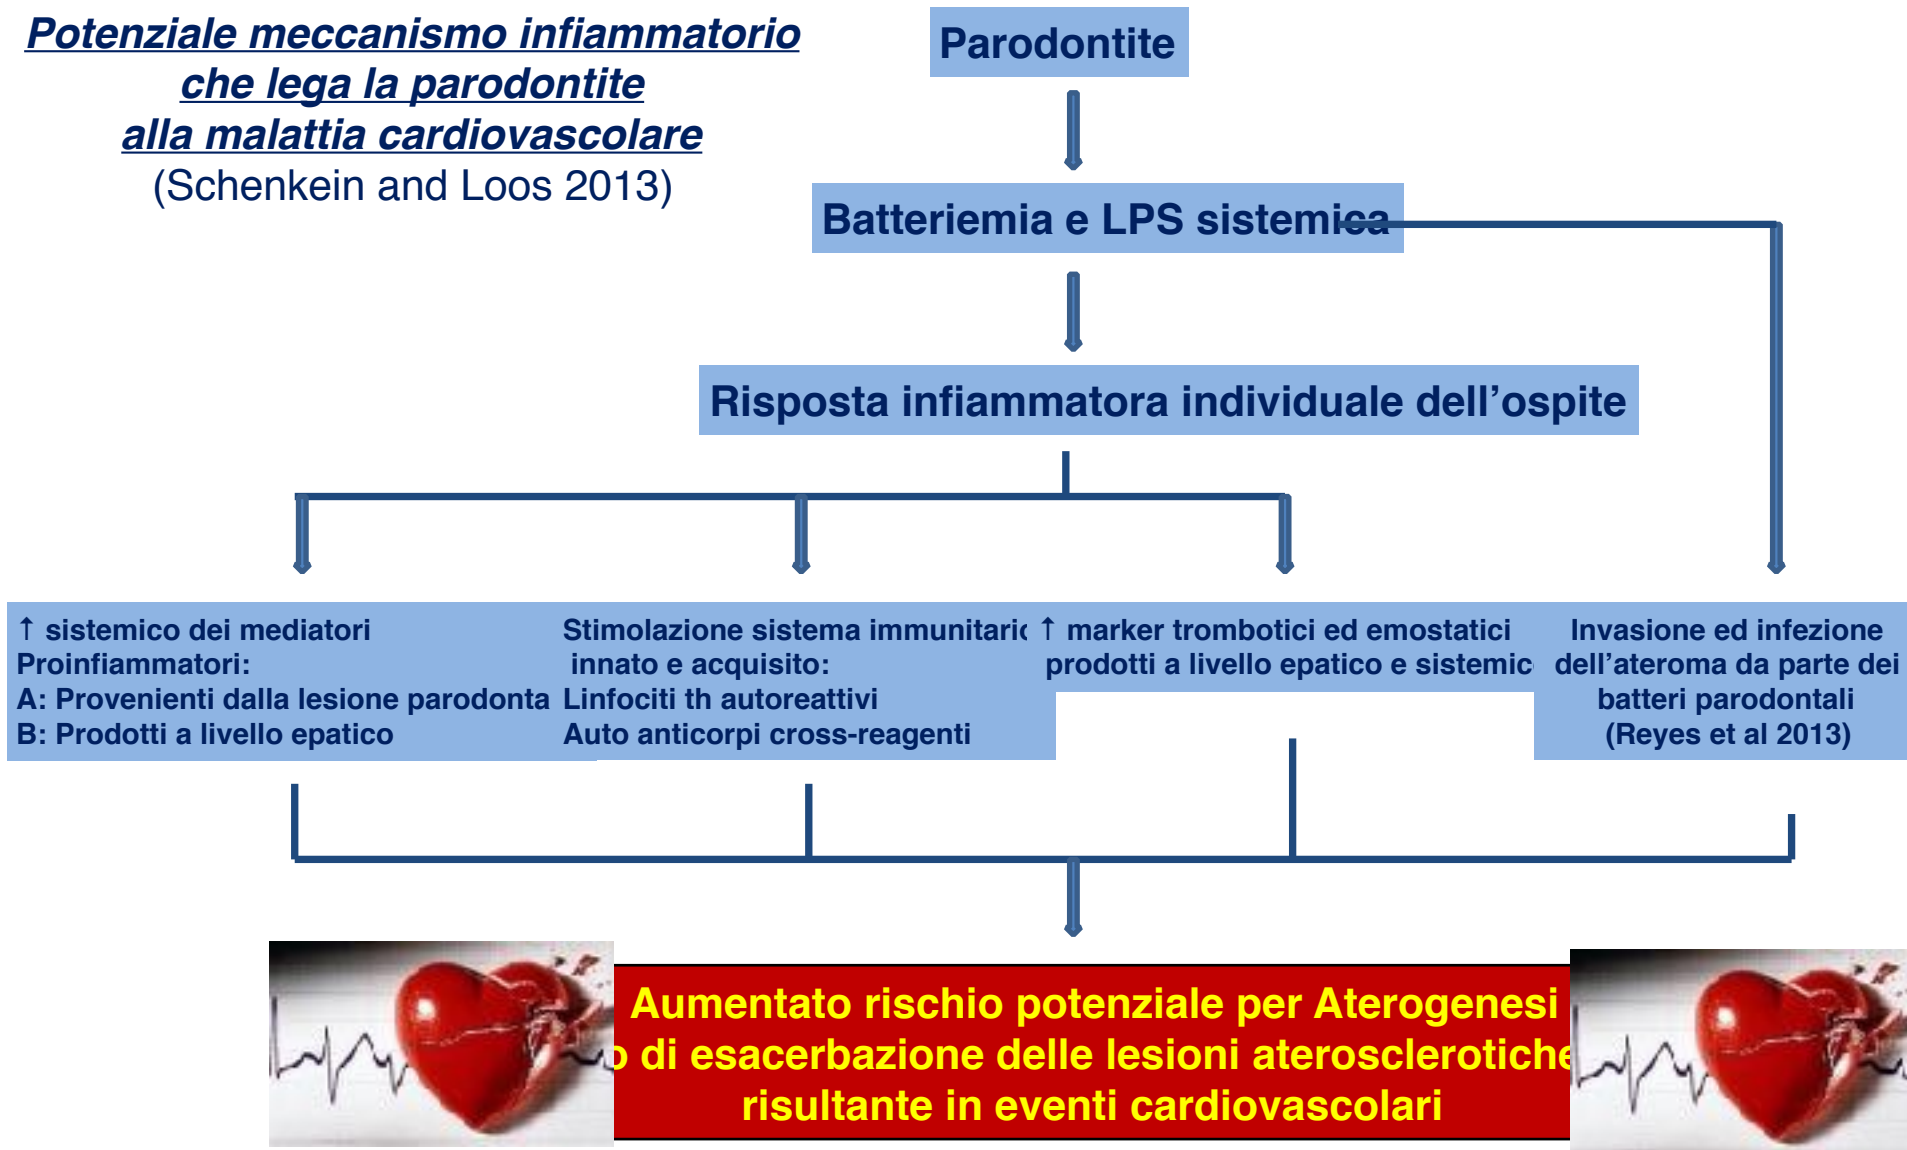 Potenziale meccanismo infiammatorio
che lega la parodontite
alla malattia cardiovascolare
(Schenkein and Loos 2013)
Parodontite
Batteriemia e LPS sistemica
Risposta infiammatora individuale dell’ospite
↑ sistemico dei mediatori
Proinfiammatori:
A: Provenienti dalla lesione parodonta
B: Prodotti a livello epatico
Stimolazione sistema immunitario
innato e acquisito:
Linfociti th autoreattivi
Auto anticorpi cross-reagenti
↑ marker trombotici ed emostatici
prodotti a livello epatico e sistemic
Invasione ed infezione
dell’ateroma da parte dei
batteri parodontali
(Reyes et al 2013)
Aumentato rischio potenziale per Aterogenesi
o di esacerbazione delle lesioni aterosclerotiche
risultante in eventi cardiovascolari